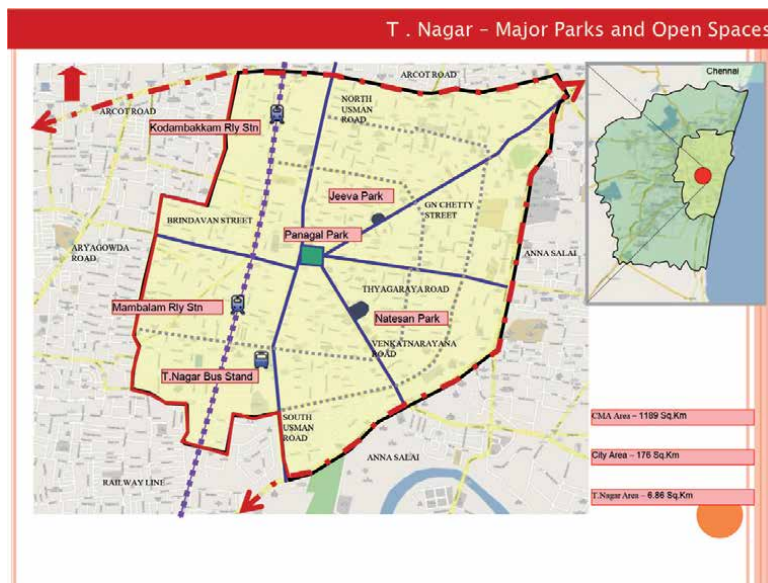 T . Nagar – Major Parks and Open Spaces
ARCOT ROAD
Chennai
ARCOT ROAD
NORTH
USMAN
ROAD
Kodambakkam Rly Stn
Jeeva Park
GN CHETTY
STREET
BRINDAVAN STREET
Panagal Park
ARYAGOWDA
ROAD
ANNA SALAI
THYAGARAYA ROAD
Mambalam Rly Stn
Natesan Park
VENKATNARAYANA
ROAD
T.Nagar Bus Stand
SOUTH
USMAN
ROAD
CMA Area – 1189 Sq.Km
ANNA SALAI
City Area – 176 Sq.Km
RAILWAY LINE
T.Nagar Area – 6.86 Sq.Km